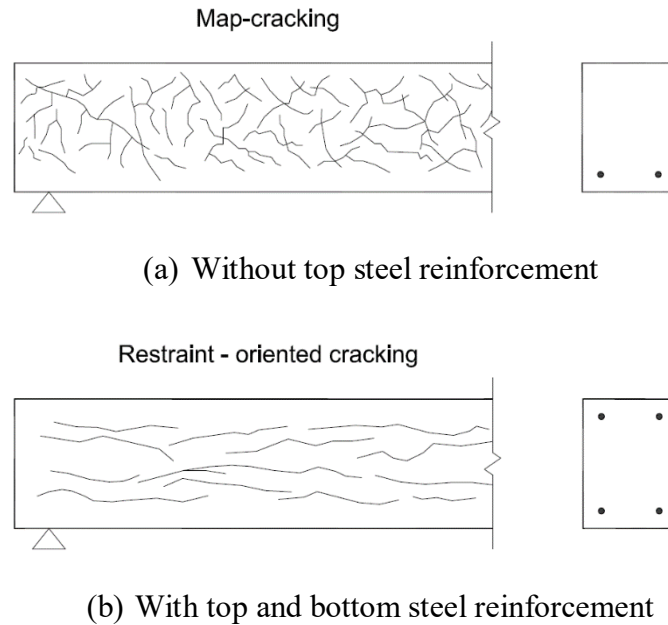 Map-cracking
(a) Without top steel reinforcement
Restraint - oriented cracking
(b) With top and bottom steel reinforcement